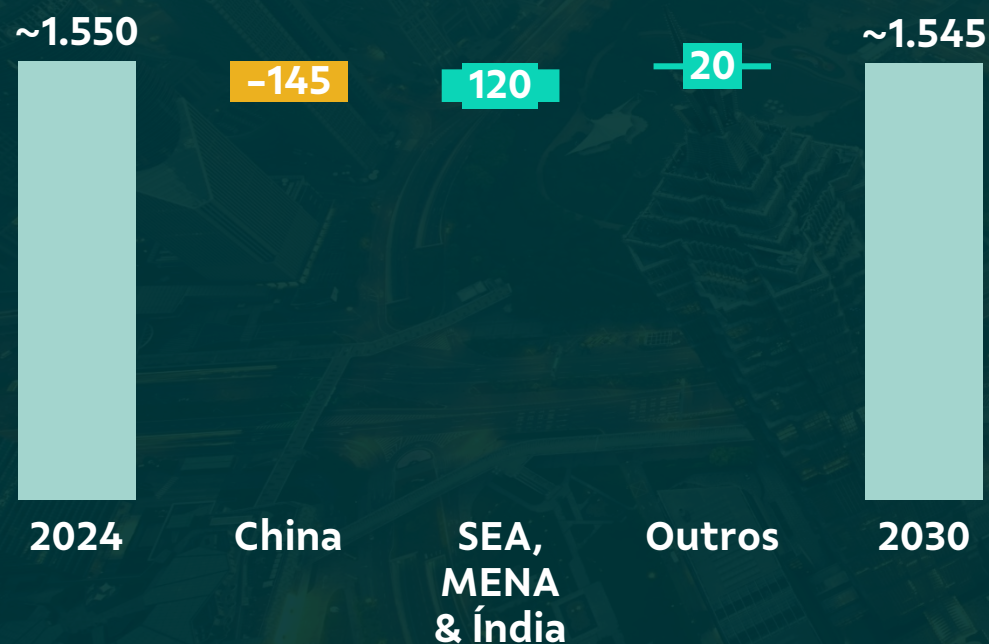 ~1.550
–145
120
20
~1.545
2024
China
SEA,
MENA
& Índia
Outros
2030